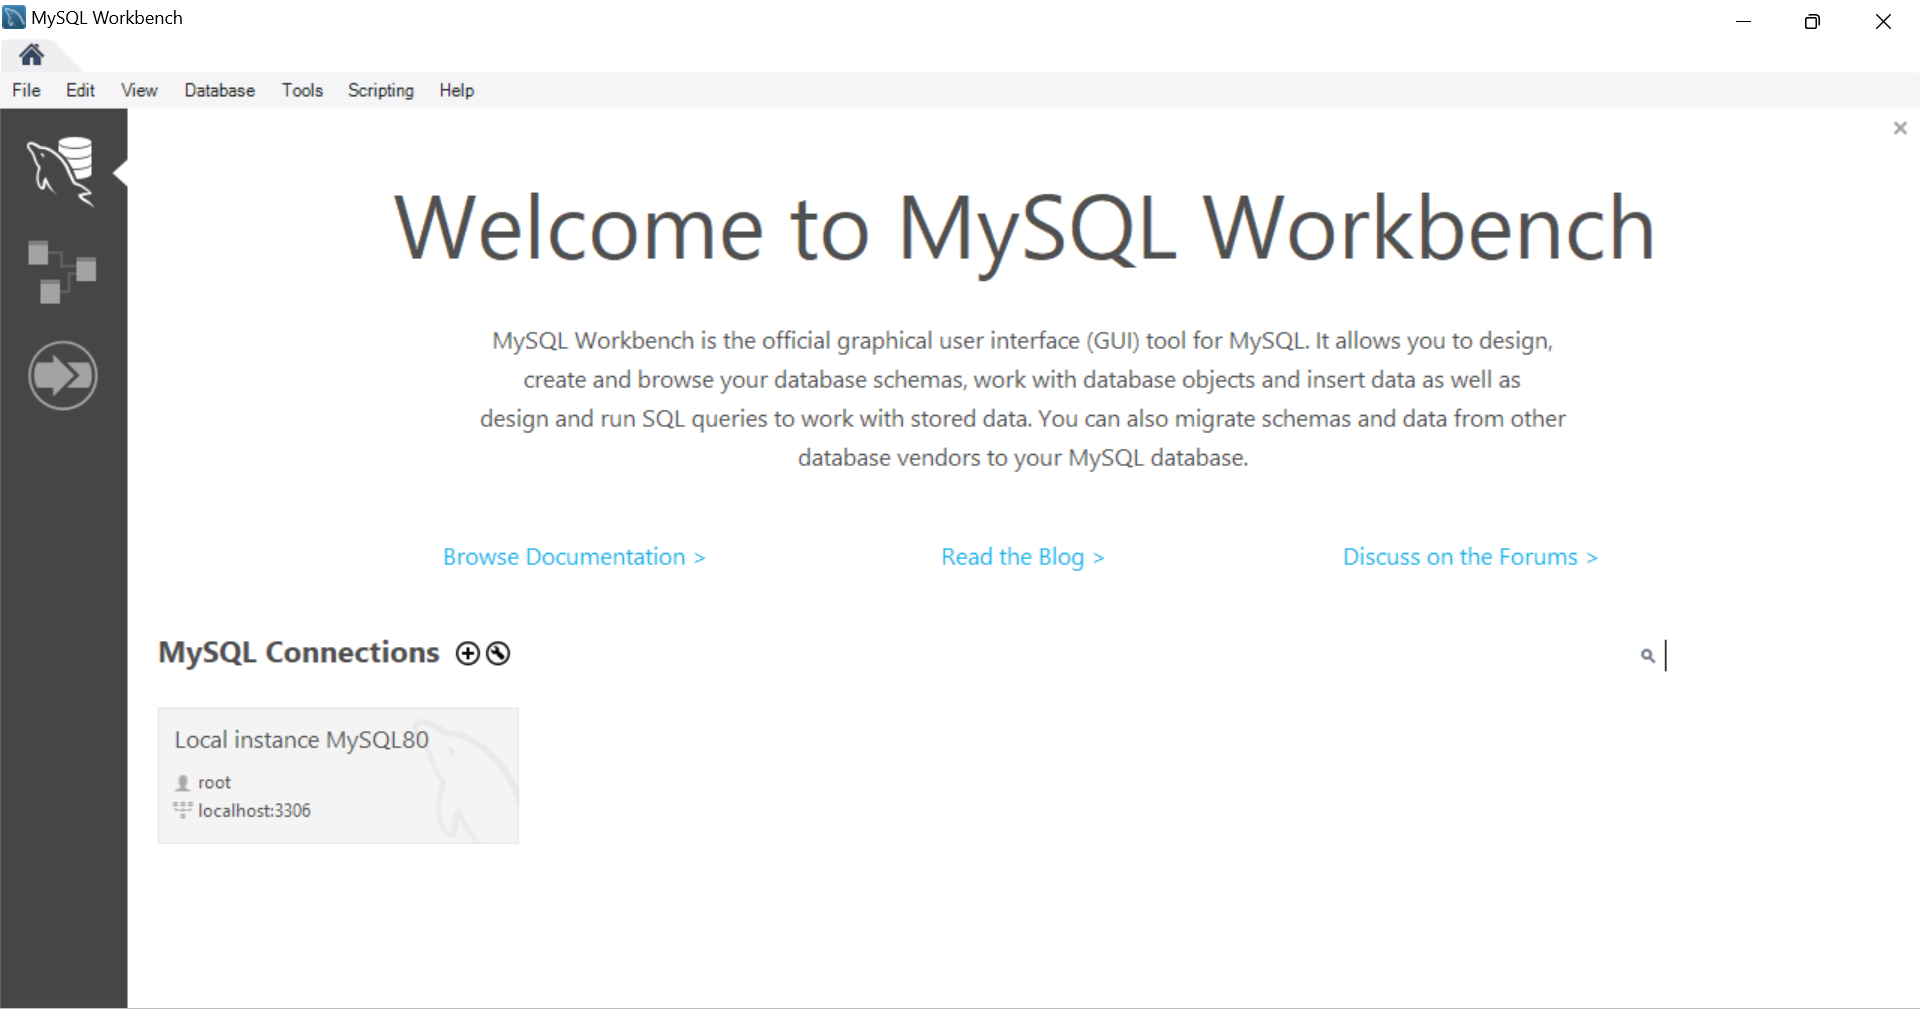 MySQL Workbench
File Edit View Database Tools Scripting Help
Welcome to MySQL Workbench
MySQL Workbench is the official graphical user interface (GUI) tool for MySQL. It allows you to design,
create and browse your database schemas, work with database objects and insert data as well as
design and run SQL queries to work with stored data. You can also migrate schemas and data from other
database vendors to your MySQL database.
Browse Documentation > Read the Blog > Discuss on the Forums >
MySQL Connections
Local instance MySQL80
root
localhost:3306